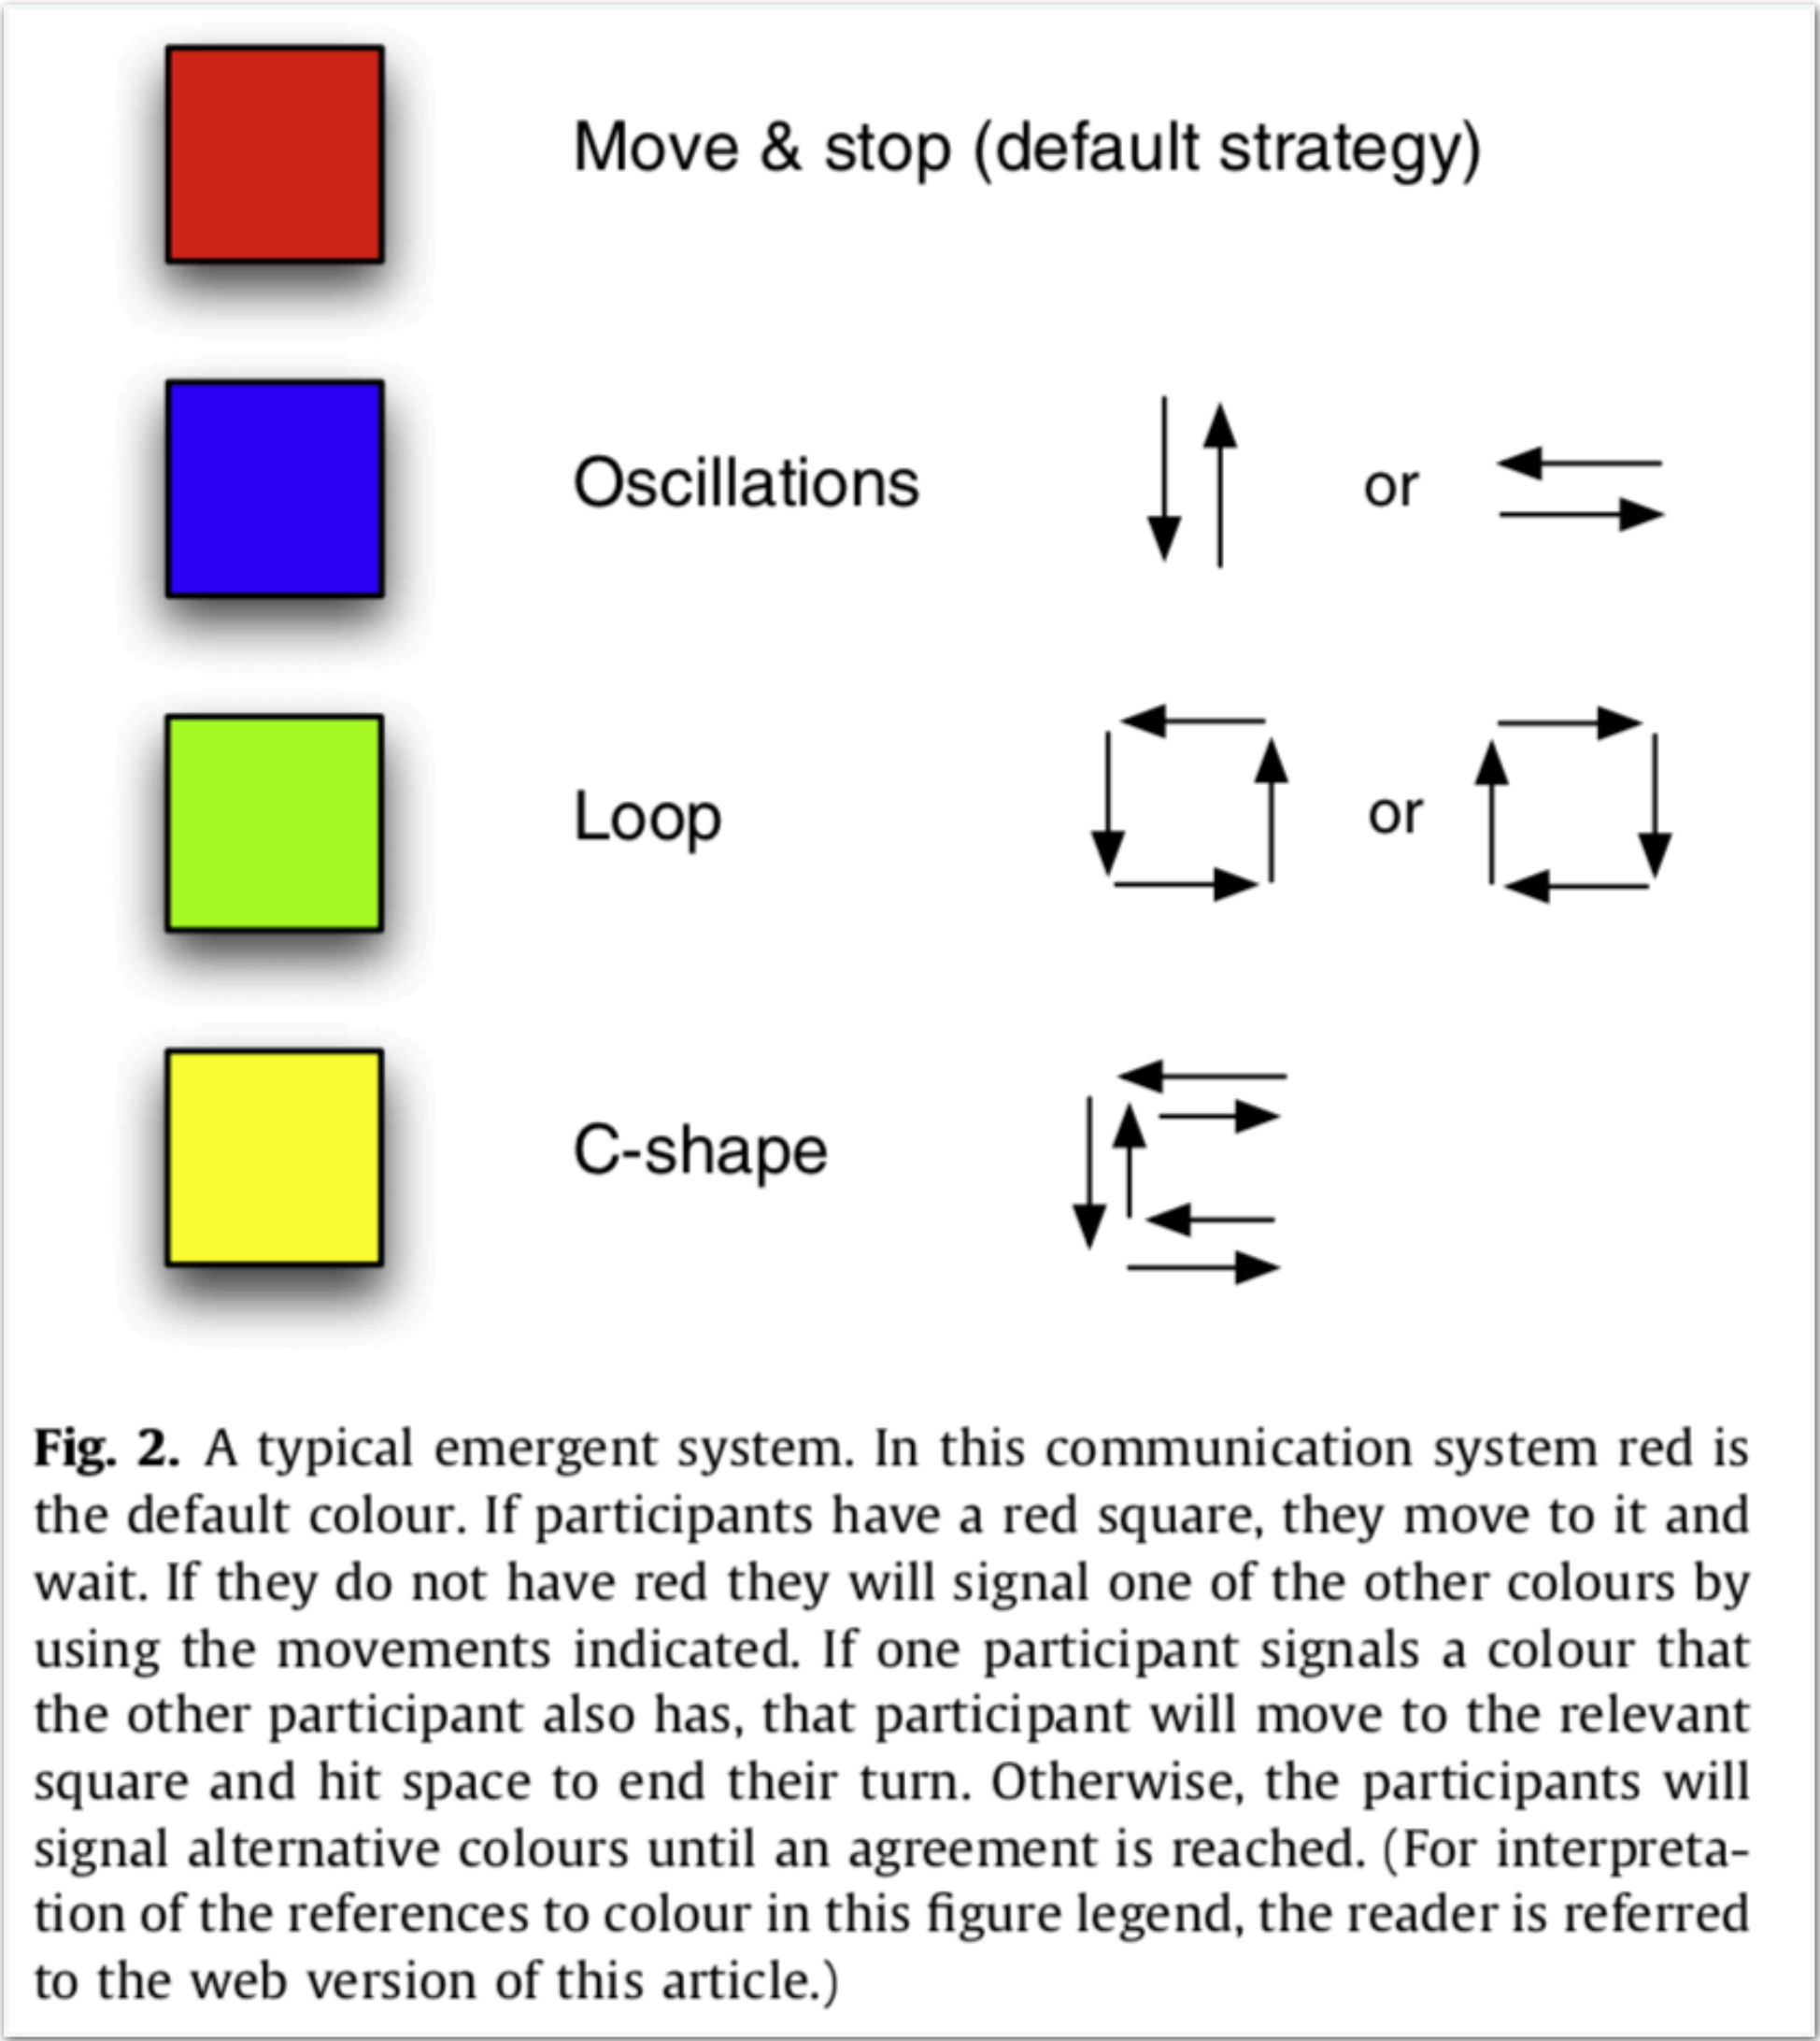 Move & stop (default strategy)
Oscillations
or
Loop
or
C-shape
Fig. 2. A typical emergent system. In this communication system red is
the default colour. If participants have a red square, they move to it and
wait. If they do not have red they will signal one of the other colours by
using the movements indicated. If one participant signals a colour that
the other participant also has, that participant will move to the relevant
square and hit space to end their turn. Otherwise, the participants will
signal alternative colours until an agreement is reached. (For interpreta-
tion of the references to colour in this figure legend, the reader is referred
to the web version of this article.)